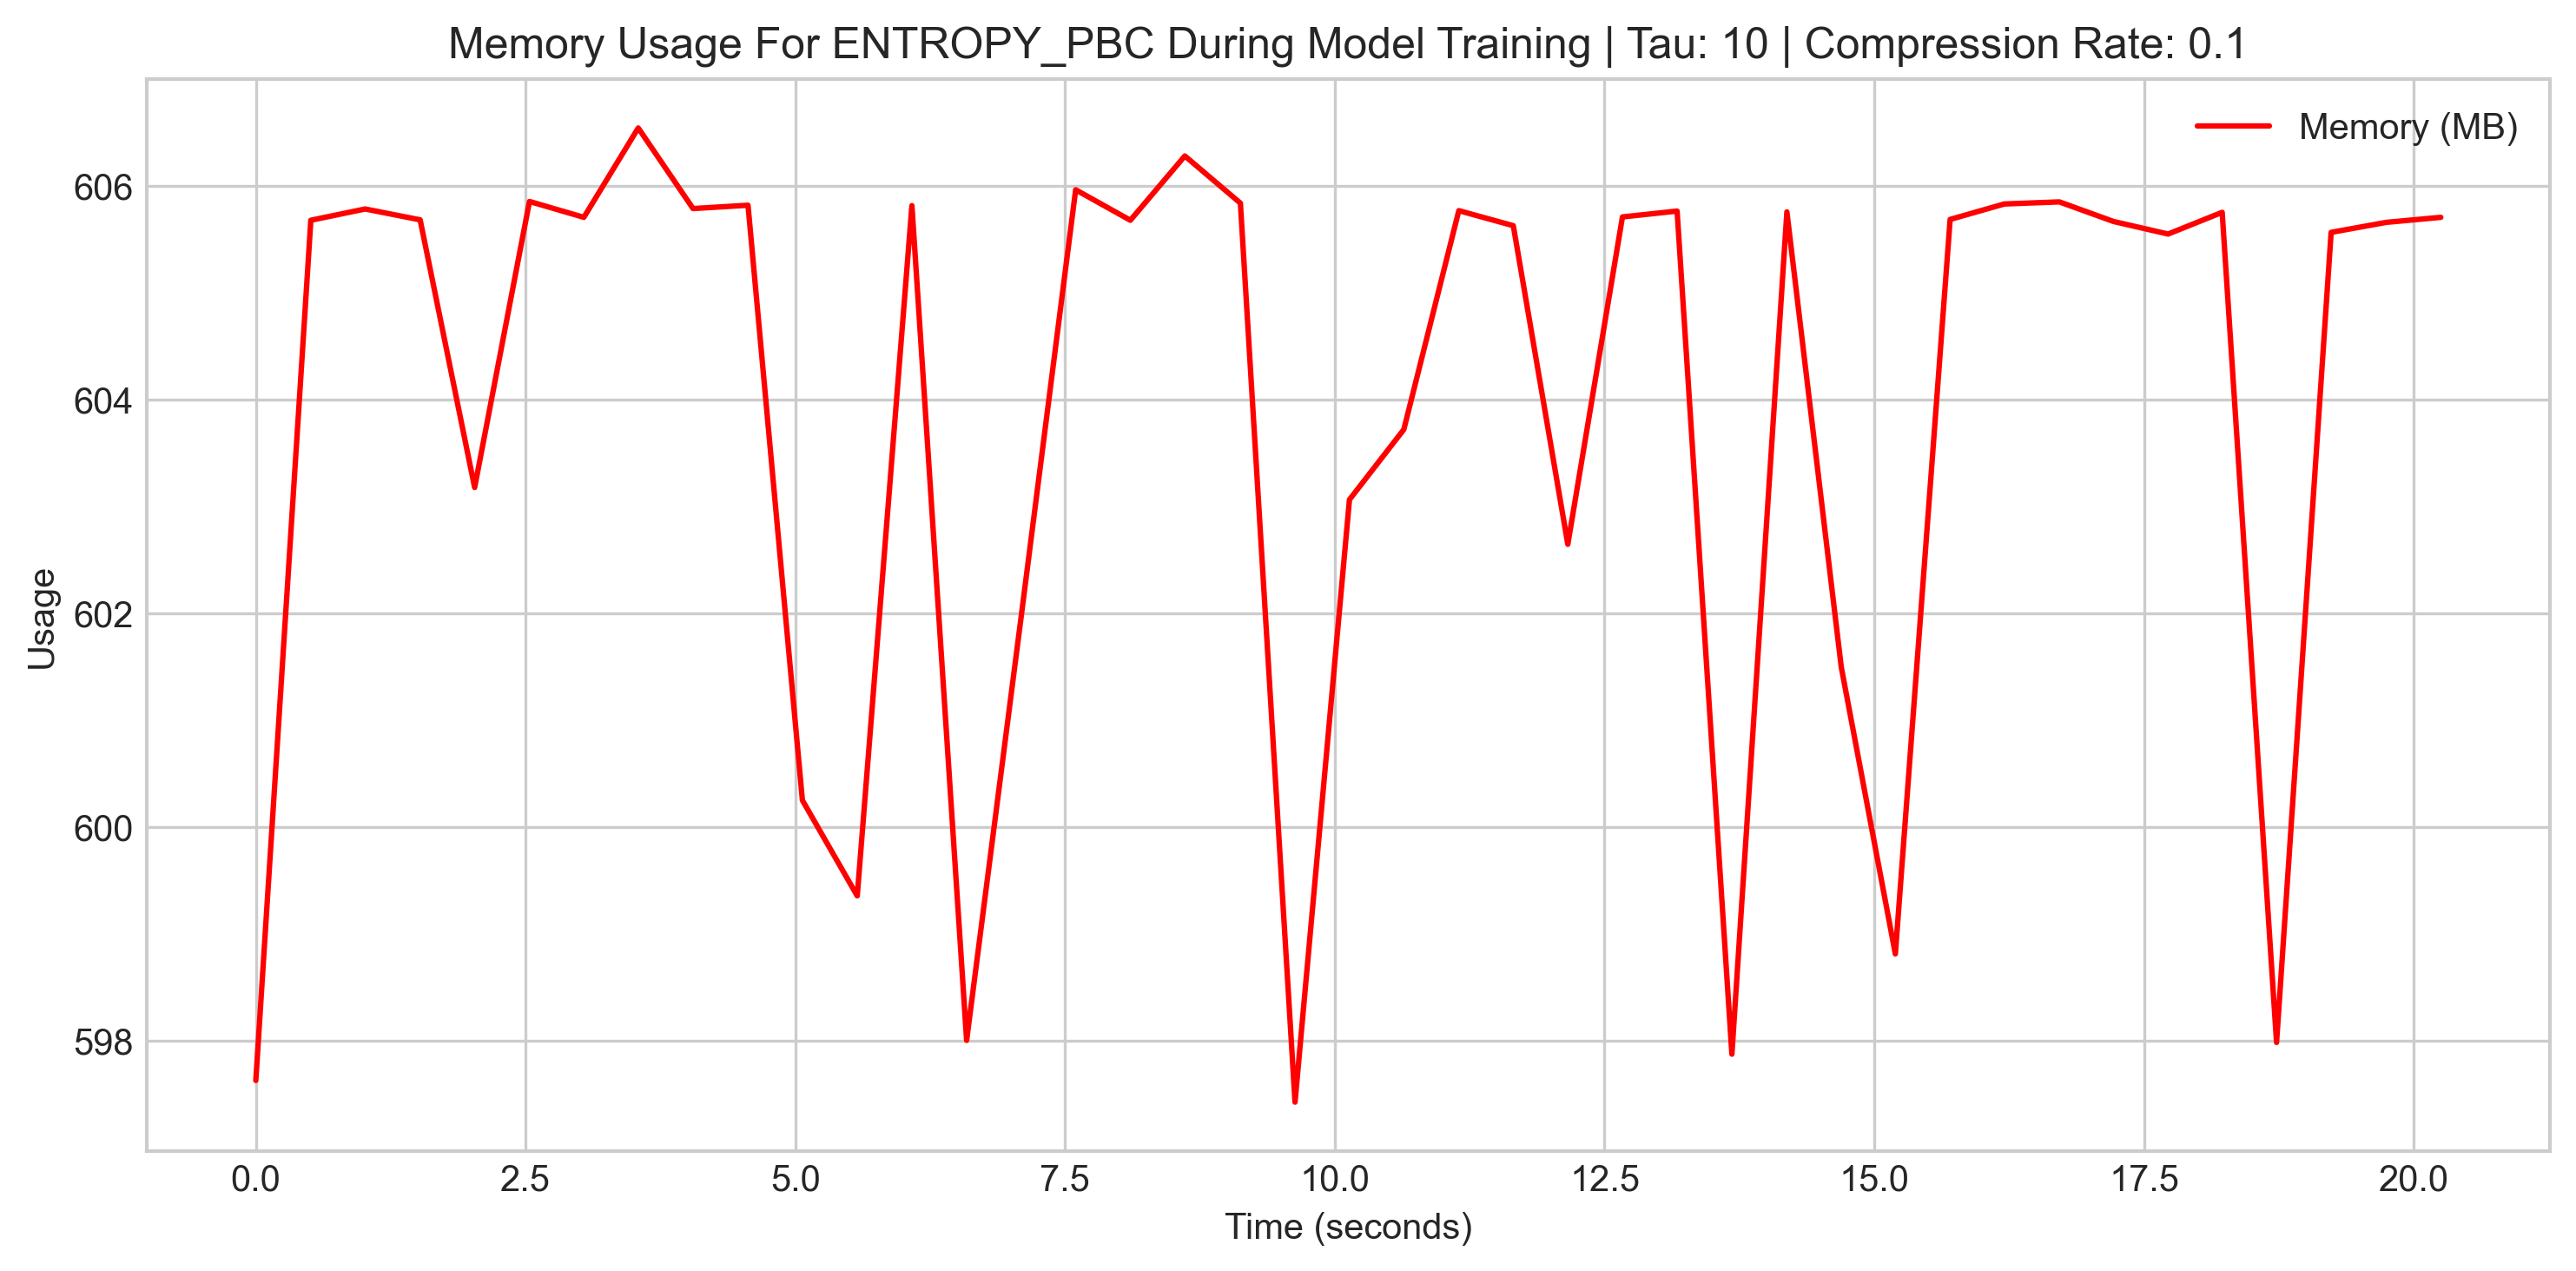 Memory Usage For ENTROPY_PBC During Model Training | Tau: 10 | Compression Rate: 0.1
Memory (MB)
606
604
602
600
598
Usage
0.0 2.5 5.0 7.5 10.0 12.5 15.0 17.5 20.0
Time (seconds)